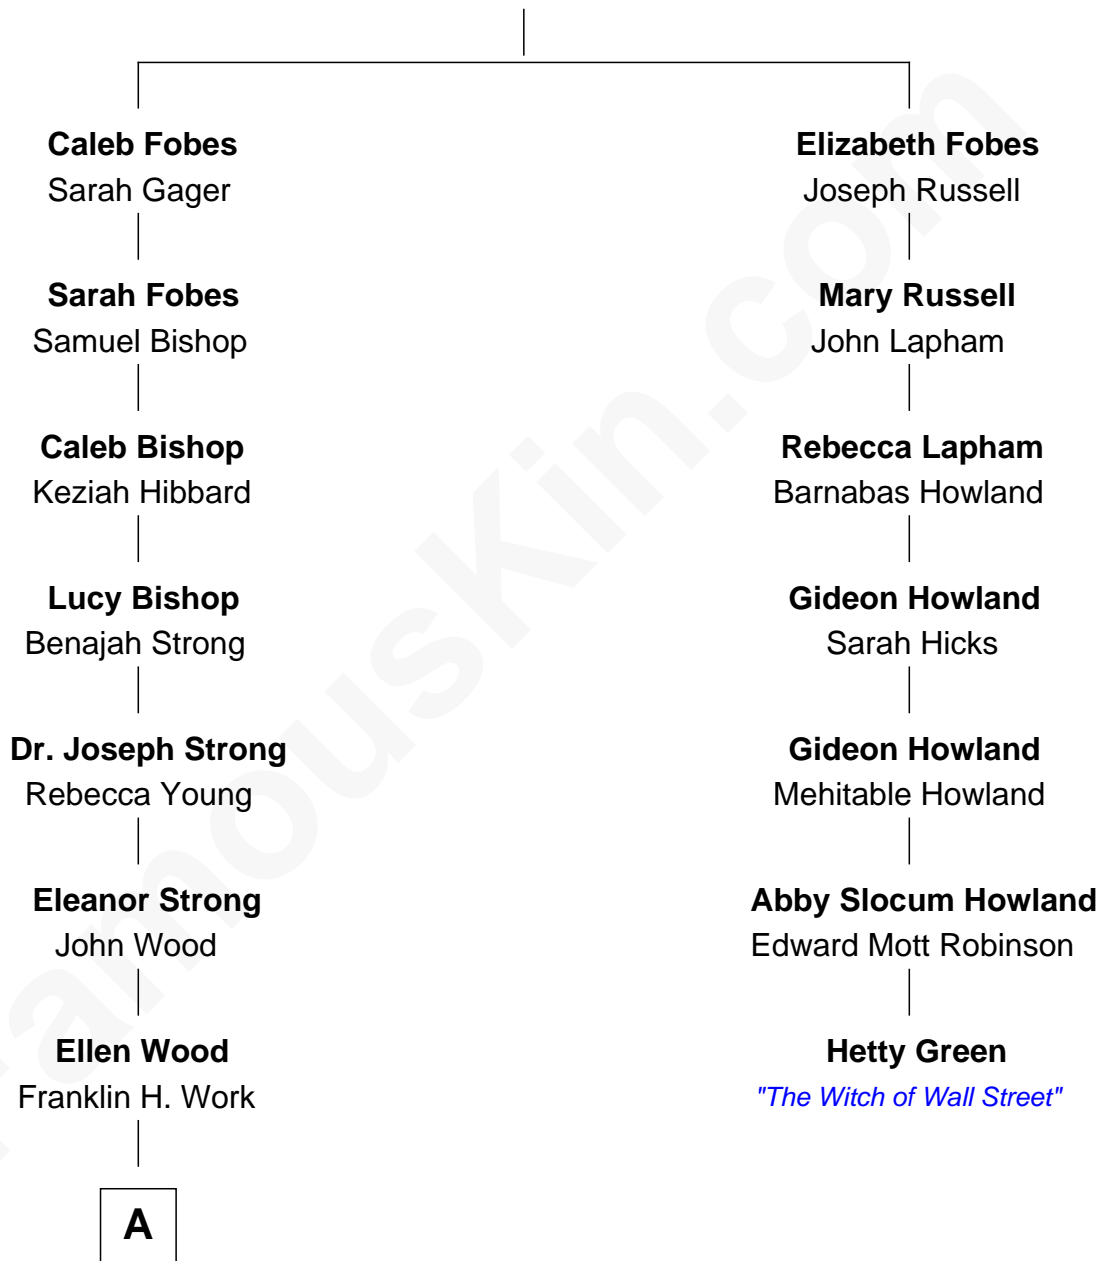 Caleb Fobes
Sarah Gager
Sarah Fobes
Samuel Bishop
Caleb Bishop
Keziah Hibbard
Lucy Bishop
Benajah Strong
Dr. Joseph Strong
Rebecca Young
Eleanor Strong
John Wood
Ellen Wood
Franklin H. Work
A
Elizabeth Fobes
Joseph Russell
Mary Russell
John Lapham
Rebecca Lapham
Barnabas Howland
Gideon Howland
Sarah Hicks
Gideon Howland
Mehitable Howland
Abby Slocum Howland
Edward Mott Robinson
Hetty Green
"The Witch of Wall Street"
FamousKin.com